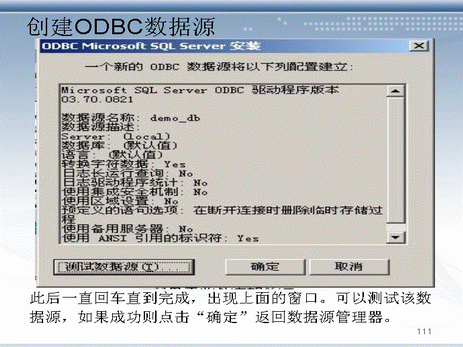 创建ODBC数据源
ODBC Microsoft SQL Server 安装
一个新的 ODBC 数据源将以下列配置建立:
Microsoft SQL Server ODBC 驱动程序版本
03.70.0821
数据源名称: demo_db
数据源描述:
Server: (local)
数据库: (默认值)
语言: (默认值)
转换字符数据: Yes
日志长运行查询: No
日志驱动程序统计: No
使用集成安全机制: No
使用区域设置: No
预定义的语句选项: 在断开连接时删除临时存储过
程
使用备用服务器: No
使用 ANSI 引用的标识符: Yes
测试数据源(T)...
确定
取消
此后一直回车直到完成，出现上面的窗口。可以测试该数
据源，如果成功则点击“确定”返回数据源管理器。
111